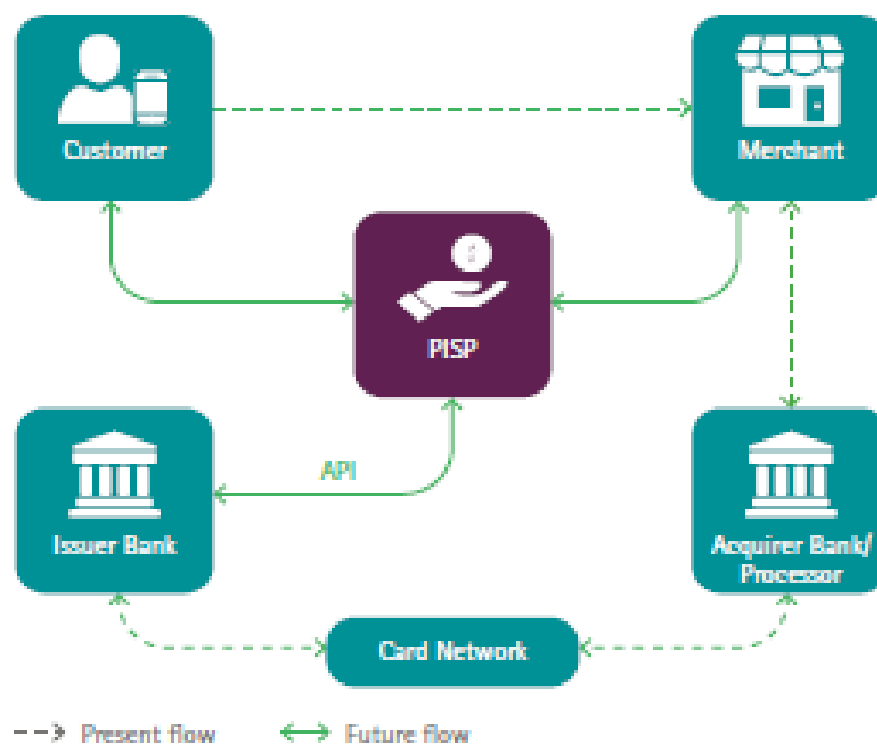 Customer
Merchant
PISP
API
Issuer Bank
Acquirer Bank/
Processor
Card Network
Present flow
Future flow